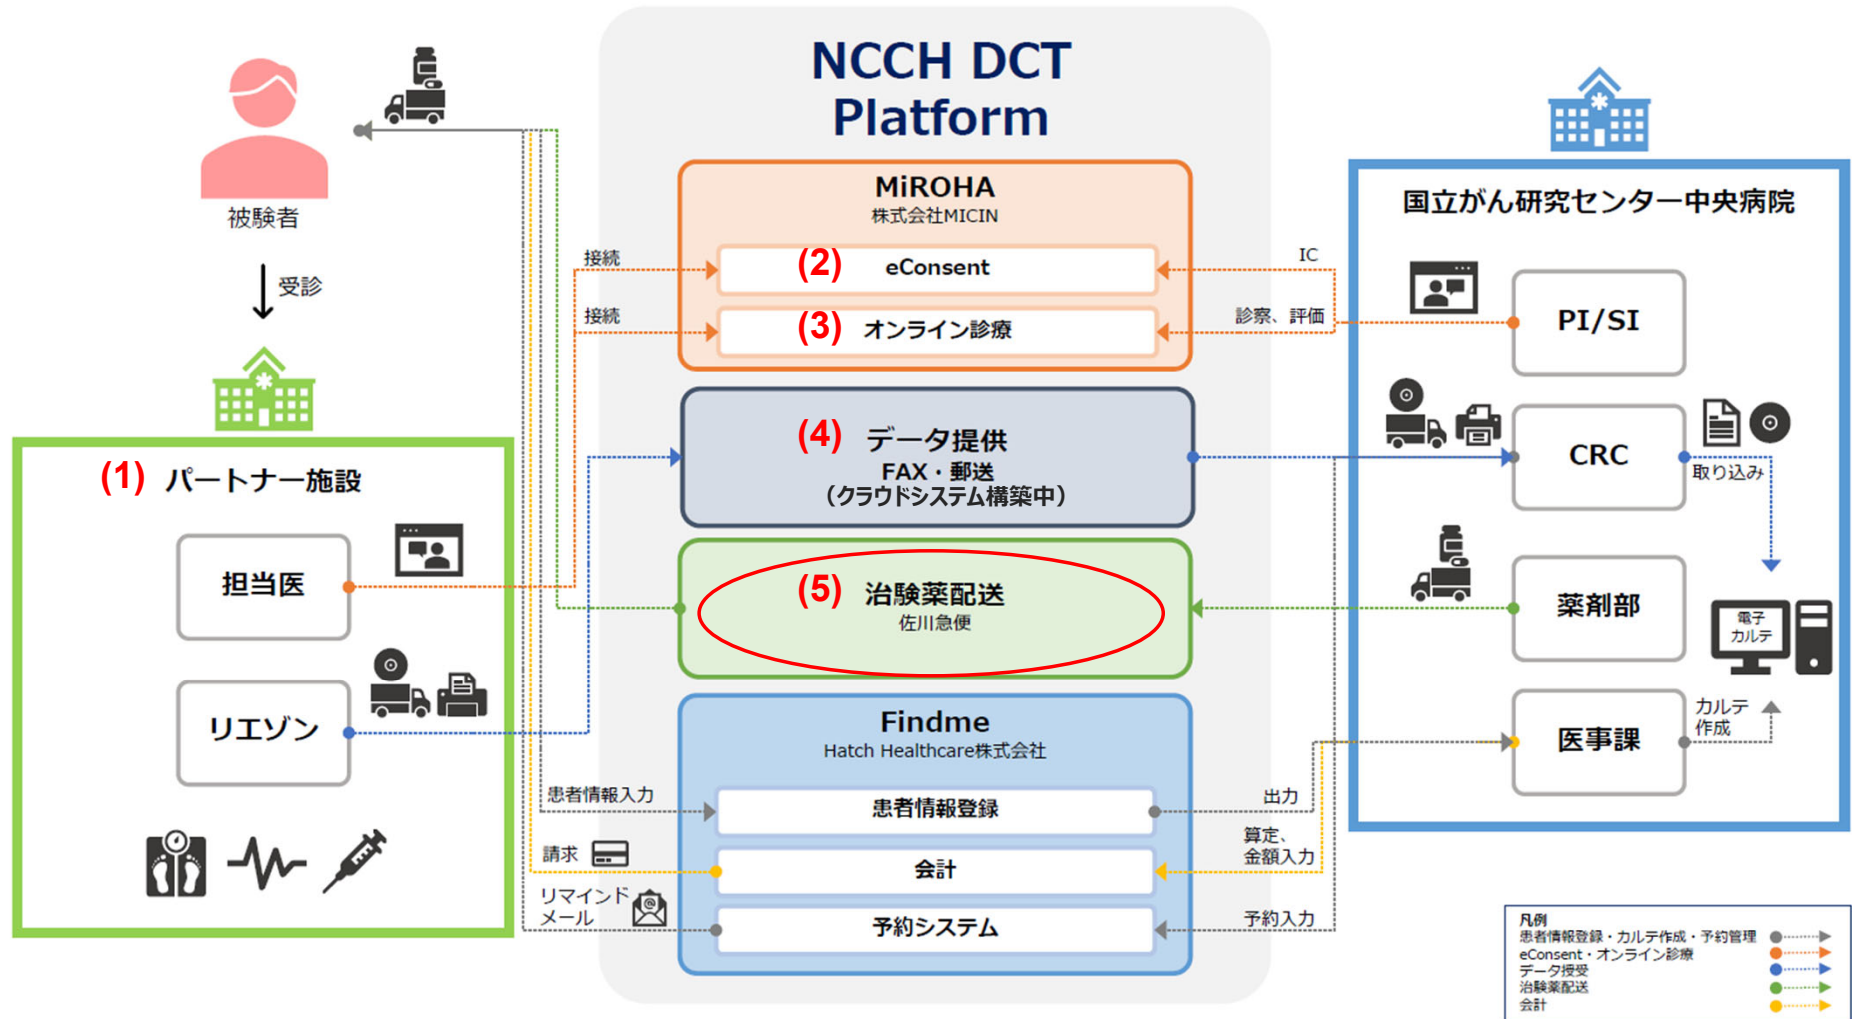 NCCH DCT
Platform
被験者
受診
MiROHA
株式会社MICIN
(2) eConsent
(3) オンライン診療
接続
接続
IC
診察、評価
国立がん研究センター中央病院
PI/SI
CRC
取り込み
薬剤部
電子
カルテ
カルテ
作成
医事課
(1) パートナー施設
担当医
リエゾン
(4) データ提供
FAX・郵送
（クラウドシステム構築中）
(5) 治験薬配送
佐川急便
Findme
Hatch Healthcare株式会社
患者情報入力
患者情報登録
出力
請求
会計
算定、
金額入力
リマインド
メール
予約システム
予約入力
凡例
患者情報登録・カルテ作成・予約管理
eConsent・オンライン診療
データ授受
治験薬配送
会計